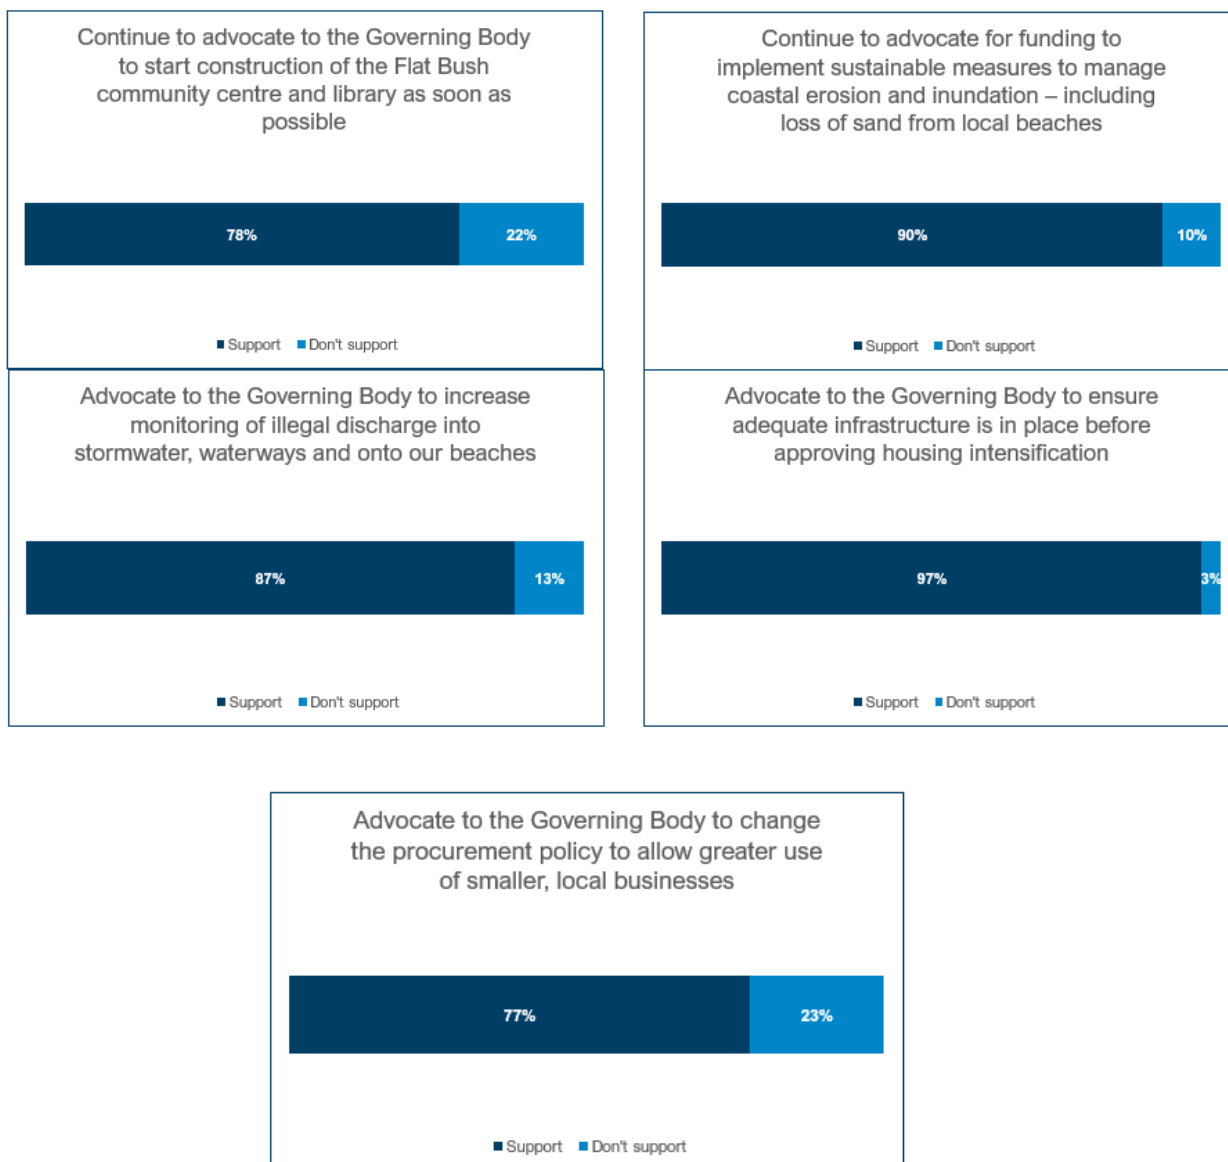 Continue to advocate to the Governing Body
to start construction of the Flat Bush
community centre and library as soon as
possible
78%
22%
Support
Don't support
Continue to advocate for funding to
implement sustainable measures to manage
coastal erosion and inundation – including
loss of sand from local beaches
90%
10%
Support
Don't support
Advocate to the Governing Body to increase
monitoring of illegal discharge into
stormwater, waterways and onto our beaches
87%
13%
Support
Don't support
Advocate to the Governing Body to ensure
adequate infrastructure is in place before
approving housing intensification
97%
3%
Support
Don't support
Advocate to the Governing Body to change
the procurement policy to allow greater use
of smaller, local businesses
77%
23%
Support
Don't support